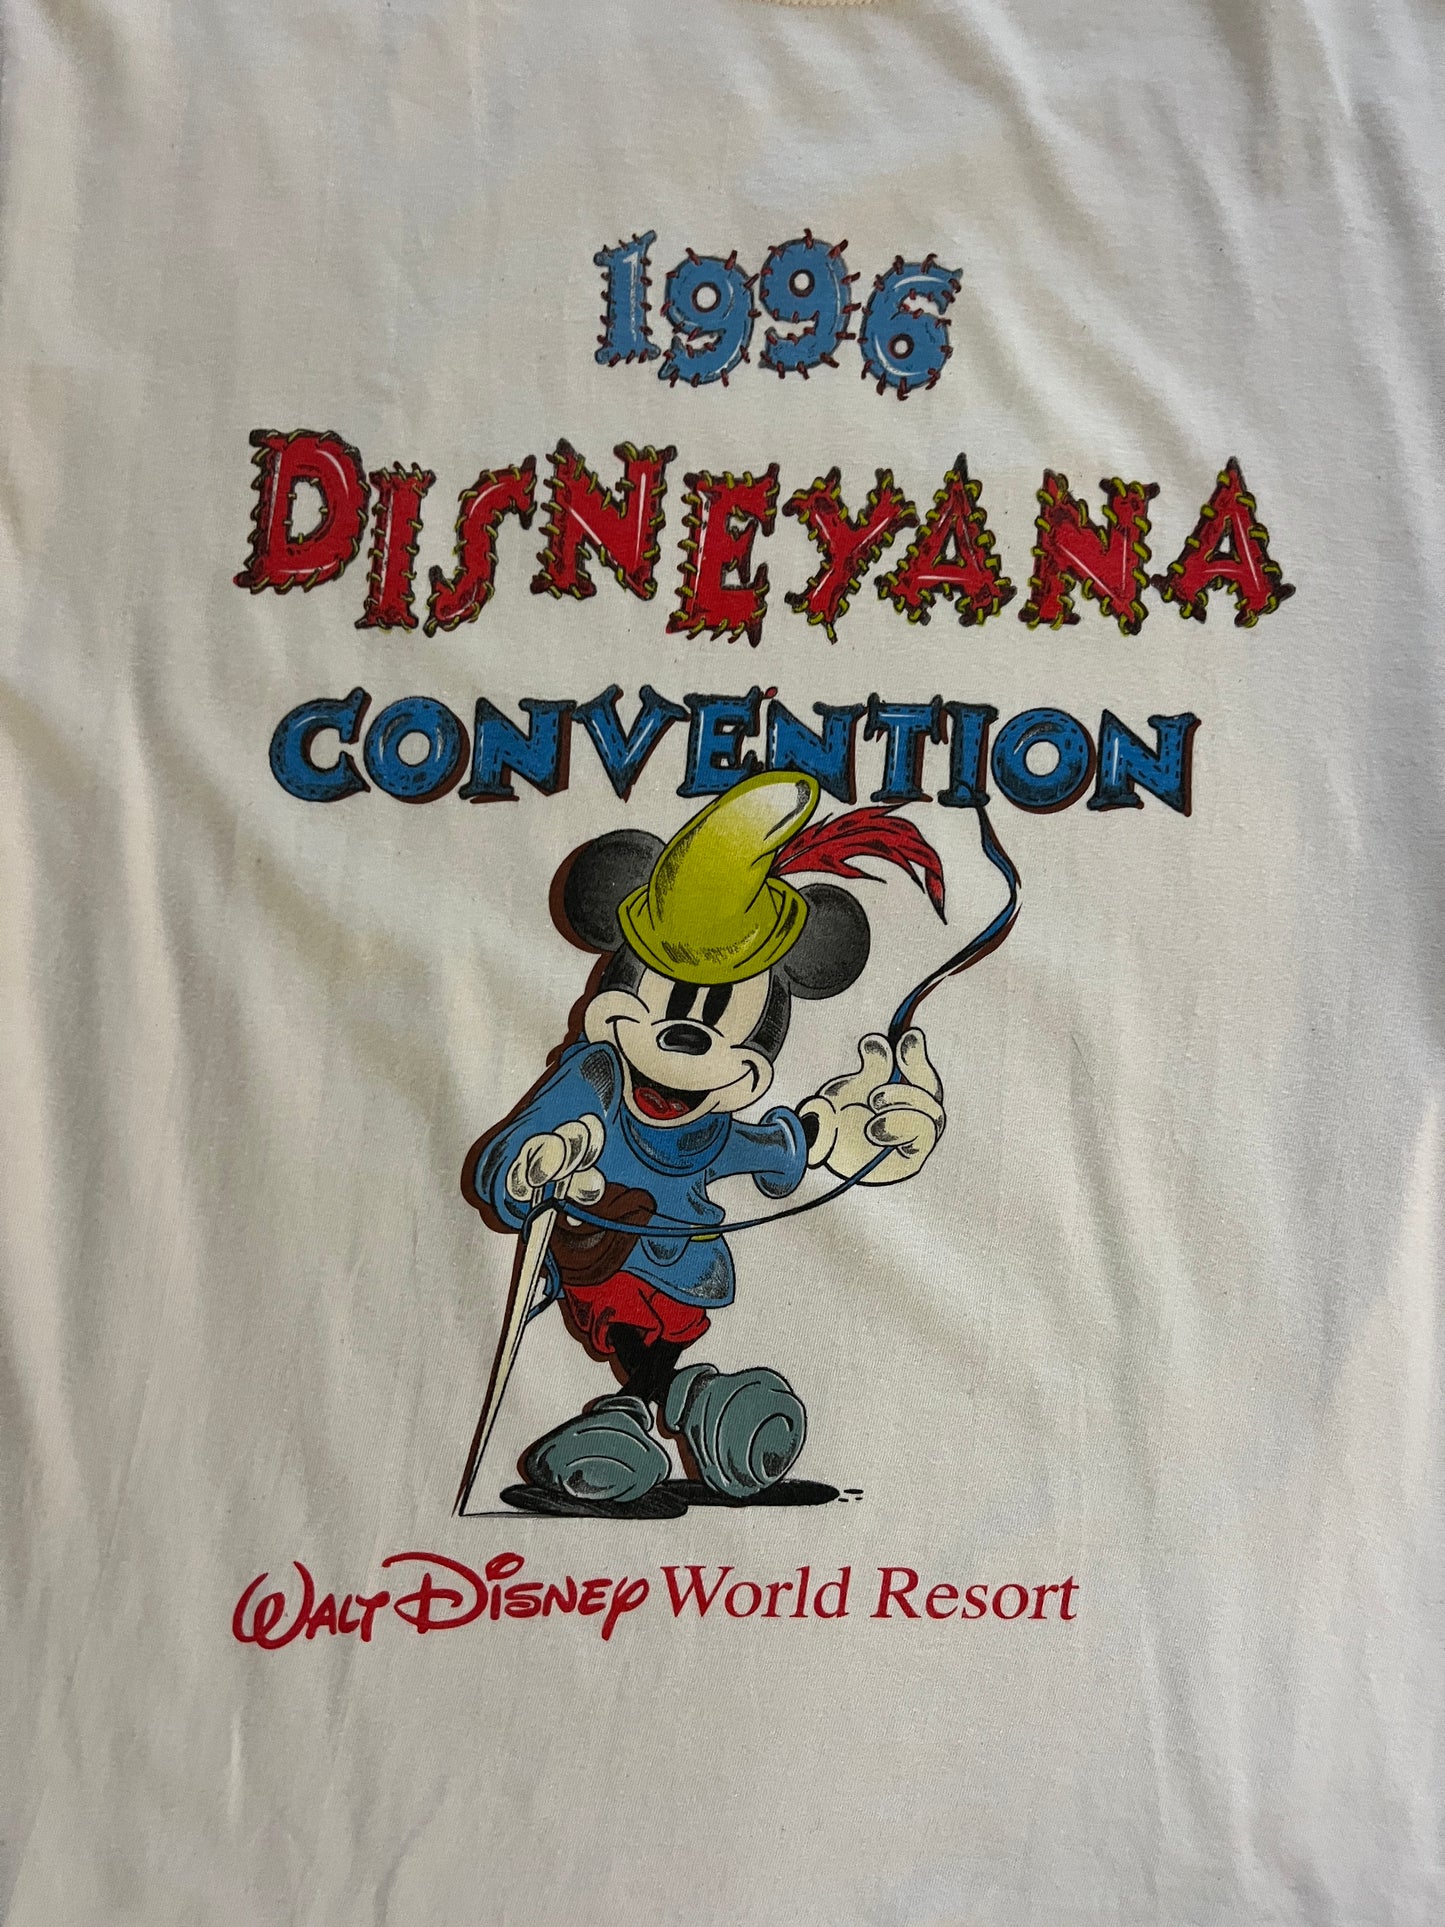 1996
DISNEYANA
CONVENTION
WALT DISNEY World Resort